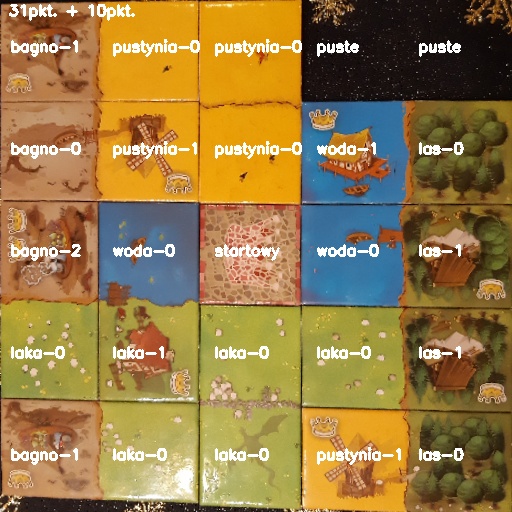 31pkt. + 10pkt.
bagno-1 pustynia-0 pustynia-0 puste puste
bagno-0 pustynia-1 pustynia-0 woda-1 las-0
bagno-2 woda-0 startowy woda-0 las-1
laka-0 laka-1 laka-0 laka-0 las-1
bagno-1 laka-0 laka-0 pustynia-1 las-0